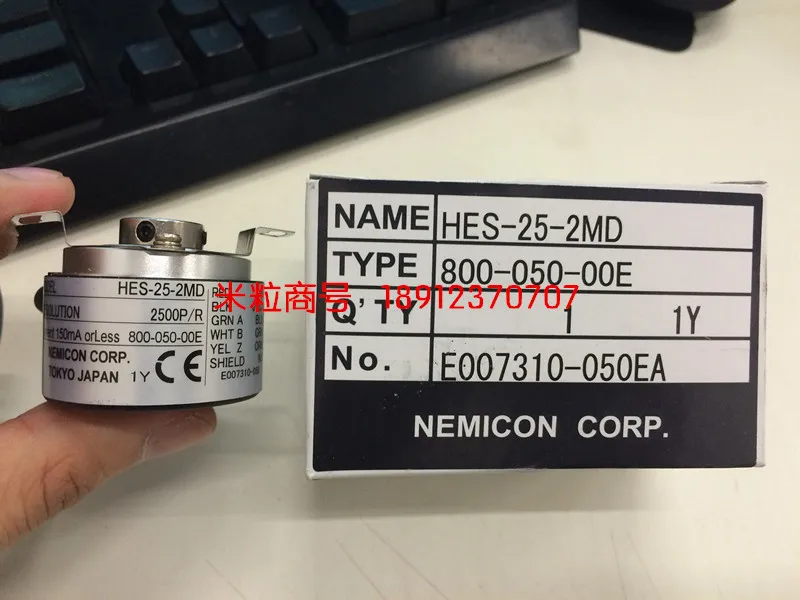 HES-25-2MD
2500P/R
150mA orLess 800-050-00E
NEMICON CORP.
TOKYO JAPAN 1Y CE
GRN A
WHT B
YEL Z
SHIELD
NAME HES-25-2MD
TYPE 800-050-00E
Q'TY 1 1Y
No. E007310-050EA
NEMICON CORP.
米粒商号 18912370707